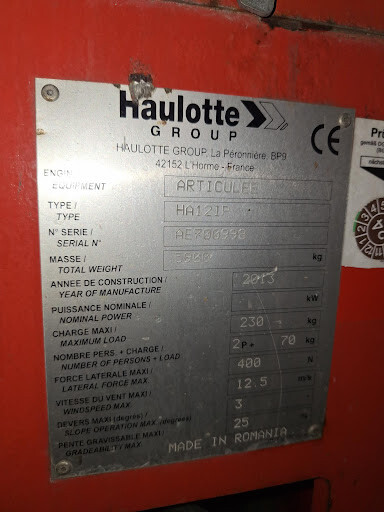 Haulotte
GROUP
CE
HAULOTTE GROUP, La Péronnière, BP9
42152 L'Horme - France
ENGIN
EQUIPMENT
ARTICULEE
TYPE /
TYPE
HA12IP
N° SERIE /
SERIAL N°
MASSE /
TOTAL WEIGHT
kg
ANNEE DE CONSTRUCTION /
YEAR OF MANUFACTURE
2013
PUISSANCE NOMINALE /
NOMINAL POWER
kW
CHARGE MAXI /
MAXIMUM LOAD
230 kg
NOMBRE PERS. + CHARGE /
NUMBER OF PERSONS + LOAD
2 P + 70 kg
FORCE LATERALE MAXI /
LATERAL FORCE MAX.
400 N
VITESSE DU VENT MAXI /
WINDSPEED MAX.
12.5 m/s
DEVERS MAXI (degrés) /
SLOPE OPERATION MAX. (degrees)
3
PENTE GRAVISSABLE MAXI /
GRADEABILITY MAX.
25 %
MADE IN ROMANIA